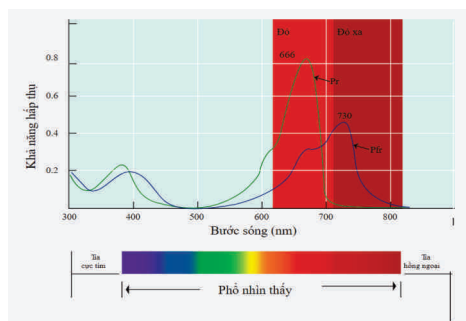 Đỏ Đỏ xa
666
0.8
Pr
0.6
730
0.4
Pfr
0.2
Khả năng hấp thụ
300 400 500 600 700 800
Bước sóng (nm)
Tia cực tím
Tia hồng ngoại
Phổ nhìn thấy